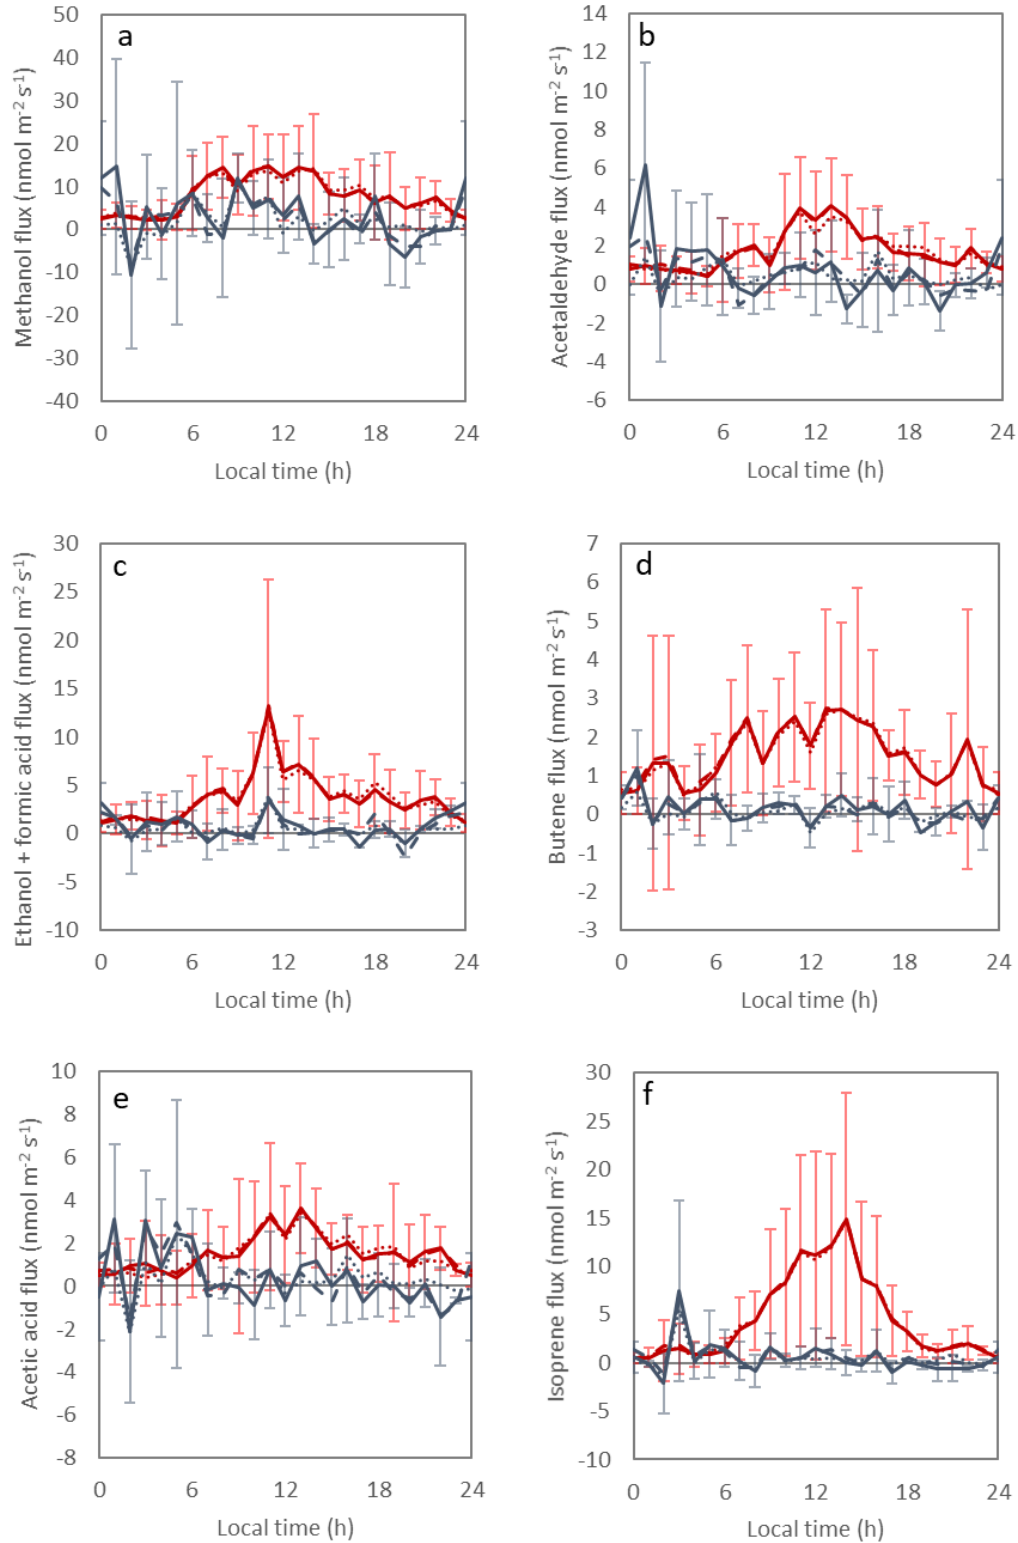 a
Methanol flux (nmol m⁻² s⁻¹)
50
40
30
20
10
0
-10
-20
-30
-40
0 6 12 18 24
Local time (h)
b
Acetaldehyde flux (nmol m⁻² s⁻¹)
14
12
10
8
6
4
2
0
-2
-4
-6
0 6 12 18 24
Local time (h)
c
Ethanol + formic acid flux (nmol m⁻² s⁻¹)
30
25
20
15
10
5
0
-5
-10
0 6 12 18 24
Local time (h)
d
Butene flux (nmol m⁻² s⁻¹)
7
6
5
4
3
2
1
0
-1
-2
-3
0 6 12 18 24
Local time (h)
e
Acetic acid flux (nmol m⁻² s⁻¹)
10
8
6
4
2
0
-2
-4
-6
-8
0 6 12 18 24
Local time (h)
f
Isoprene flux (nmol m⁻² s⁻¹)
30
25
20
15
10
5
0
-5
-10
0 6 12 18 24
Local time (h)